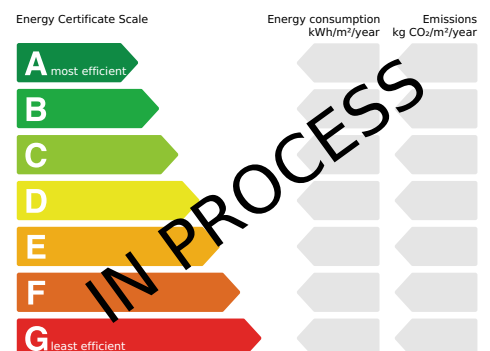 Energy Certificate Scale
Energy consumption
kWh/m²/year
Emissions
kg CO₂/m²/year
A most efficient
B
C
D
E
F
G least efficient
IN PROCESS